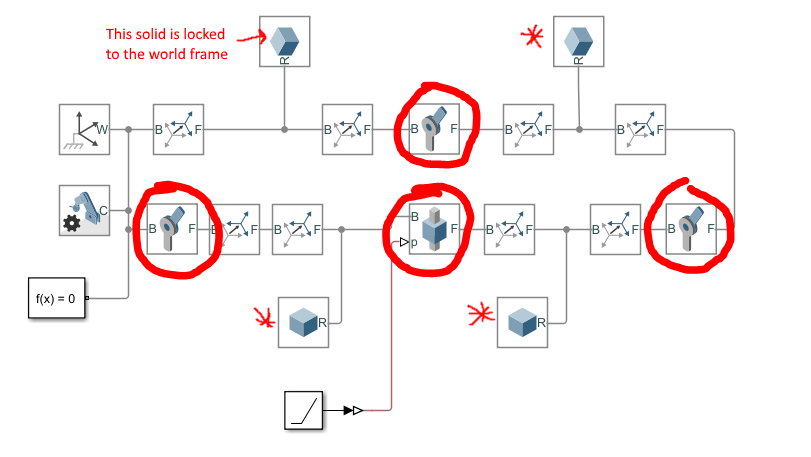 This solid is locked
to the world frame
R
R
W
B F
B F
B F
B F
B F
C
B F
B F
B F
B F
p
B F
B F
B F
f(x) = 0
R
R